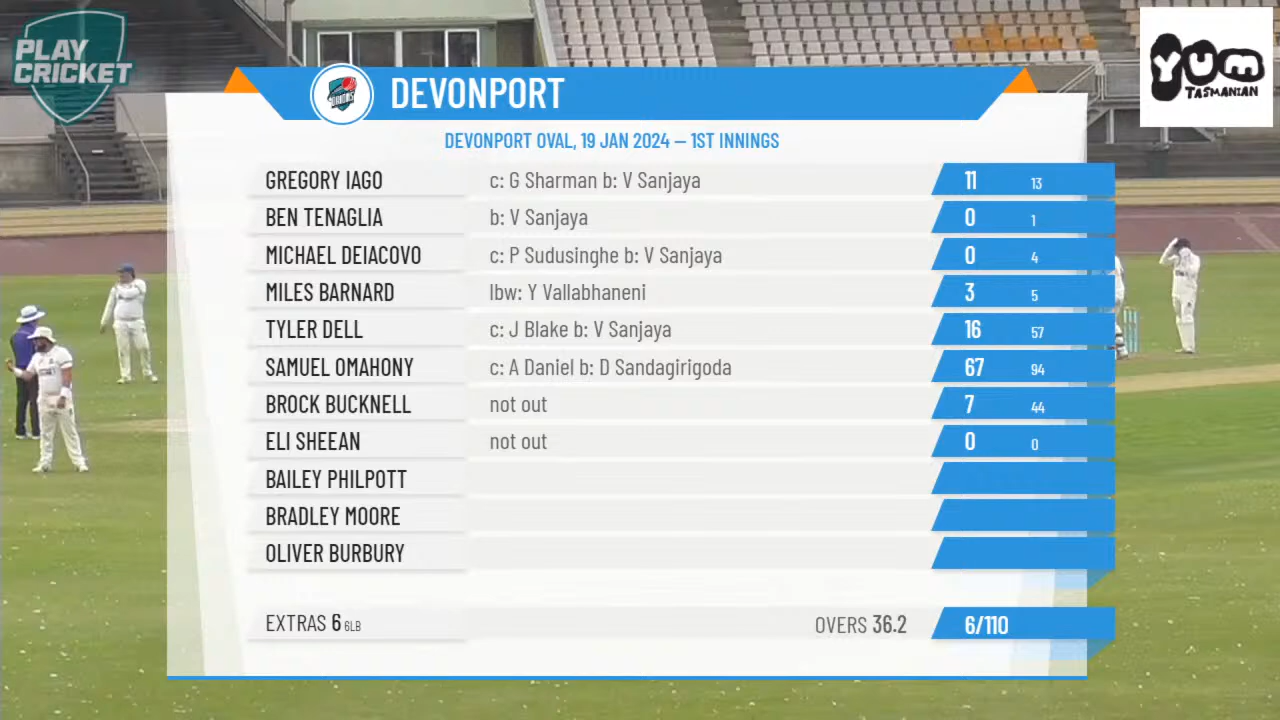 PLAY
CRICKET
YUM
TASMANIAN
DEVONPORT
DEVONPORT OVAL, 19 JAN 2024 – 1ST INNINGS
GREGORY IAGO c: G Sharman b: V Sanjaya 11 13
BEN TENAGLIA b: V Sanjaya 0 1
MICHAEL DEIACOVO c: P Sudusinghe b: V Sanjaya 0 4
MILES BARNARD lbw: Y Vallabhaneni 3 5
TYLER DELL c: J Blake b: V Sanjaya 16 57
SAMUEL OMAHONY c: A Daniel b: D Sandagirigoda 67 94
BROCK BUCKNELL not out 7 44
ELI SHEEAN not out 0 0
BAILEY PHILPOTT
BRADLEY MOORE
OLIVER BURBURY
EXTRAS 6 6LB OVERS 36.2 6/110